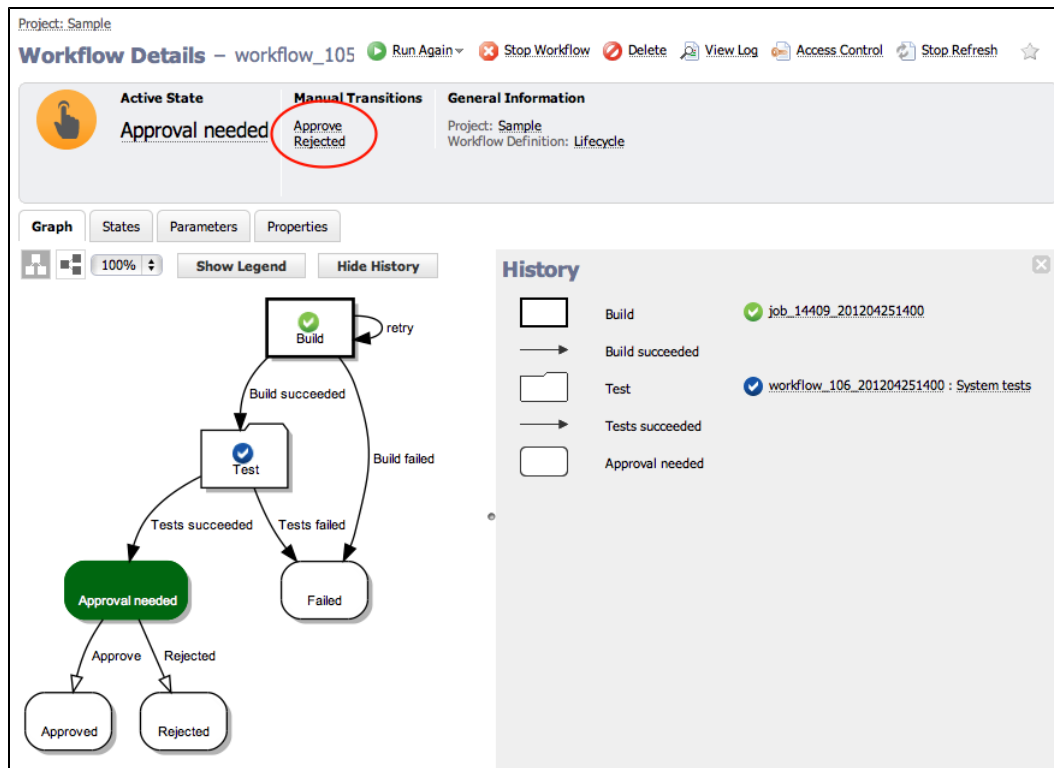 Project: Sample
Workflow Details – workflow_105 Run Again Stop Workflow Delete View Log Access Control Stop Refresh
Active State
Approval needed
Manual Transitions
Approve
Rejected
General Information
Project: Sample
Workflow Definition: Lifecycle
Graph States Parameters Properties
100% Show Legend Hide History
Build
retry
Build succeeded
Build failed
Test
Tests succeeded
Tests failed
Approval needed
Failed
Approve
Rejected
Approved
Rejected
History
Build job_14409_201204251400
Build succeeded
Test workflow_106_201204251400 : System tests
Tests succeeded
Approval needed